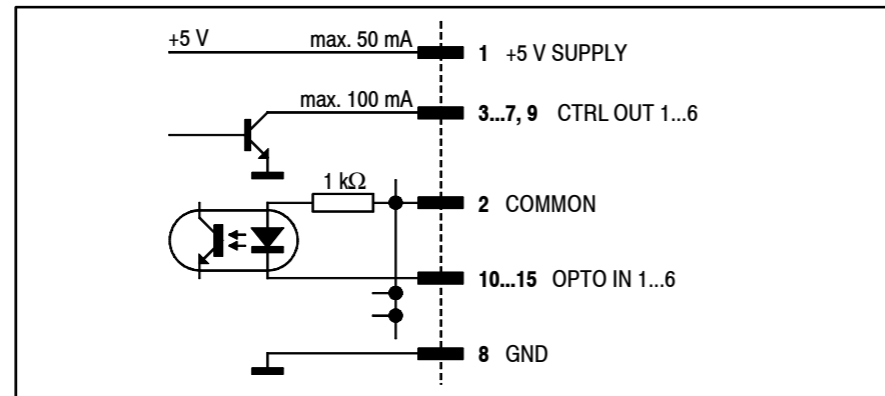 +5 V max. 50 mA 1 +5 V SUPPLY
max. 100 mA 3...7, 9 CTRL OUT 1...6
1 kΩ 2 COMMON
10...15 OPTO IN 1...6
8 GND